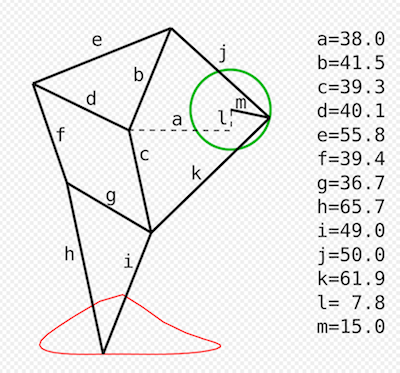 e
j
b
d
m
a
l
f
c
k
g
h
i
a=38.0
b=41.5
c=39.3
d=40.1
e=55.8
f=39.4
g=36.7
h=65.7
i=49.0
j=50.0
k=61.9
l= 7.8
m=15.0